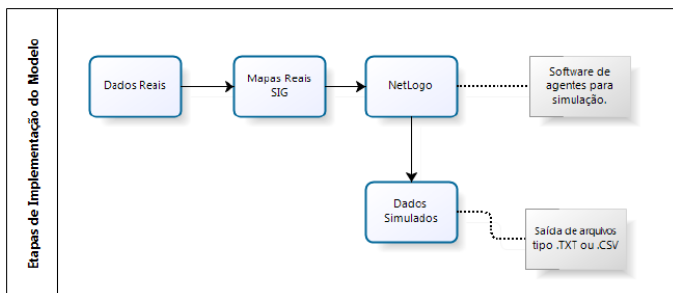 Etapas de Implementação do Modelo
Dados Reais
Mapas Reais
SIG
NetLogo
Software de
agentes para
simulação.
Dados
Simulados
Saída de arquivos
tipo .TXT ou .CSV